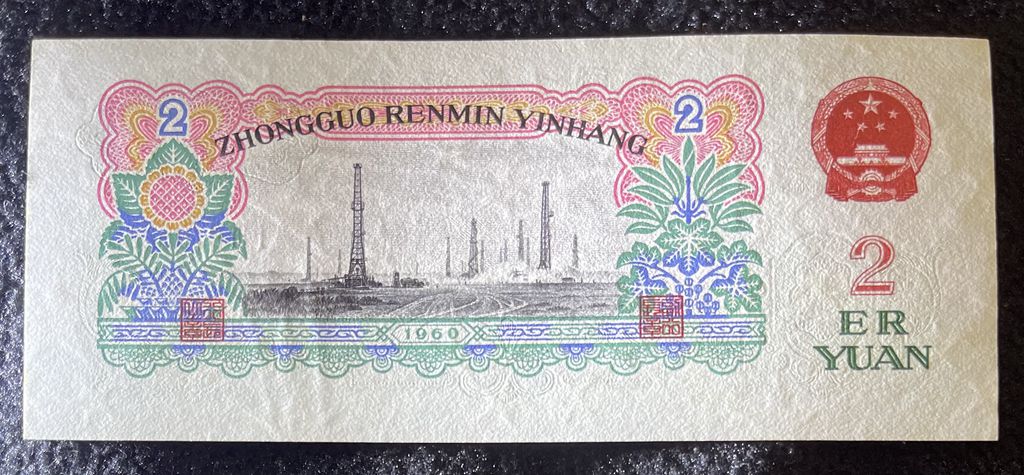 2
2
ZHONGGUO RENMIN YINHANG
2
ER
YUAN
1960